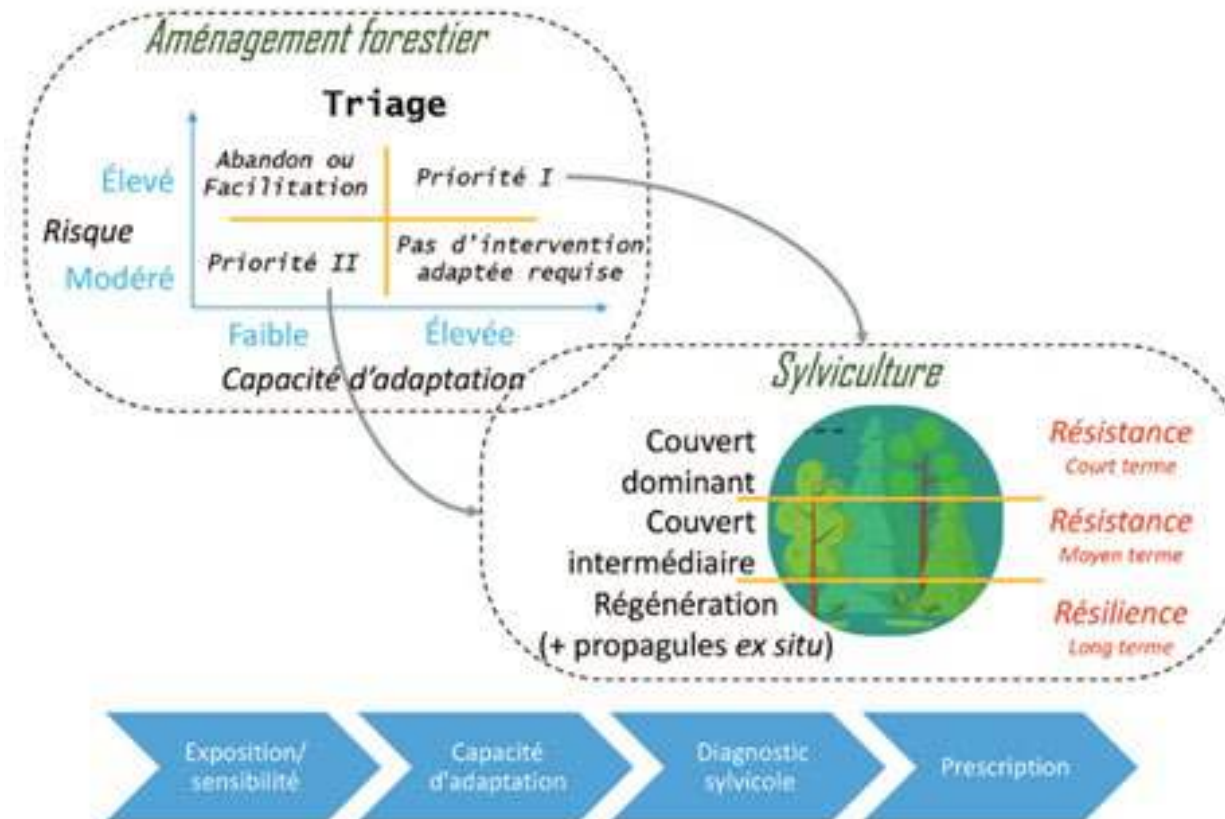 Aménagement forestier
Triage
Élevé
Risque
Modéré
Abandon ou
Facilitation
Priorité I
Priorité II
Pas d'intervention
adaptée requise
Faible
Élevée
Capacité d'adaptation
Sylviculture
Couvert
dominant
Couvert
intermédiaire
Régénération
(+ propagules ex situ)
Résistance
Court terme
Résistance
Moyen terme
Résilience
Long terme
Exposition/
sensibilité
Capacité
d'adaptation
Diagnostic
sylvicole
Prescription